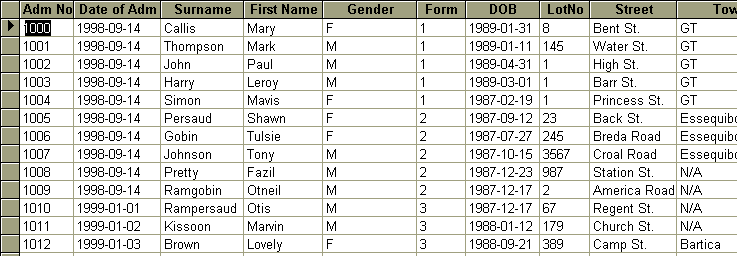 Adm No Date of Adm Surname First Name Gender Form DOB LotNo Street Tow
1000 1998-09-14 Callis Mary F 1 1989-01-31 8 Bent St. GT
1001 1998-09-14 Thompson Mark M 1 1989-01-11 145 Water St. GT
1002 1998-09-14 John Paul M 1 1989-04-31 1 High St. GT
1003 1998-09-14 Harry Leroy M 1 1989-03-01 1 Barr St. GT
1004 1998-09-14 Simon Mavis F 1 1987-02-19 1 Princess St. GT
1005 1998-09-14 Persaud Shawn F 2 1987-09-12 23 Back St. Essequibo
1006 1998-09-14 Gobin Tulsie F 2 1987-07-27 245 Breda Road Essequibo
1007 1998-09-14 Johnson Tony M 2 1987-10-15 3567 Croal Road Essequibo
1008 1998-09-14 Pretty Fazil M 2 1987-12-23 987 Station St. N/A
1009 1998-09-14 Ramgobin Otneil M 2 1987-12-17 2 America Road N/A
1010 1999-01-01 Rampersaud Otis M 3 1987-12-17 67 Regent St. N/A
1011 1999-01-02 Kissoon Marvin M 3 1988-01-12 179 Church St. N/A
1012 1999-01-03 Brown Lovely F 3 1988-09-21 389 Camp St. Bartica